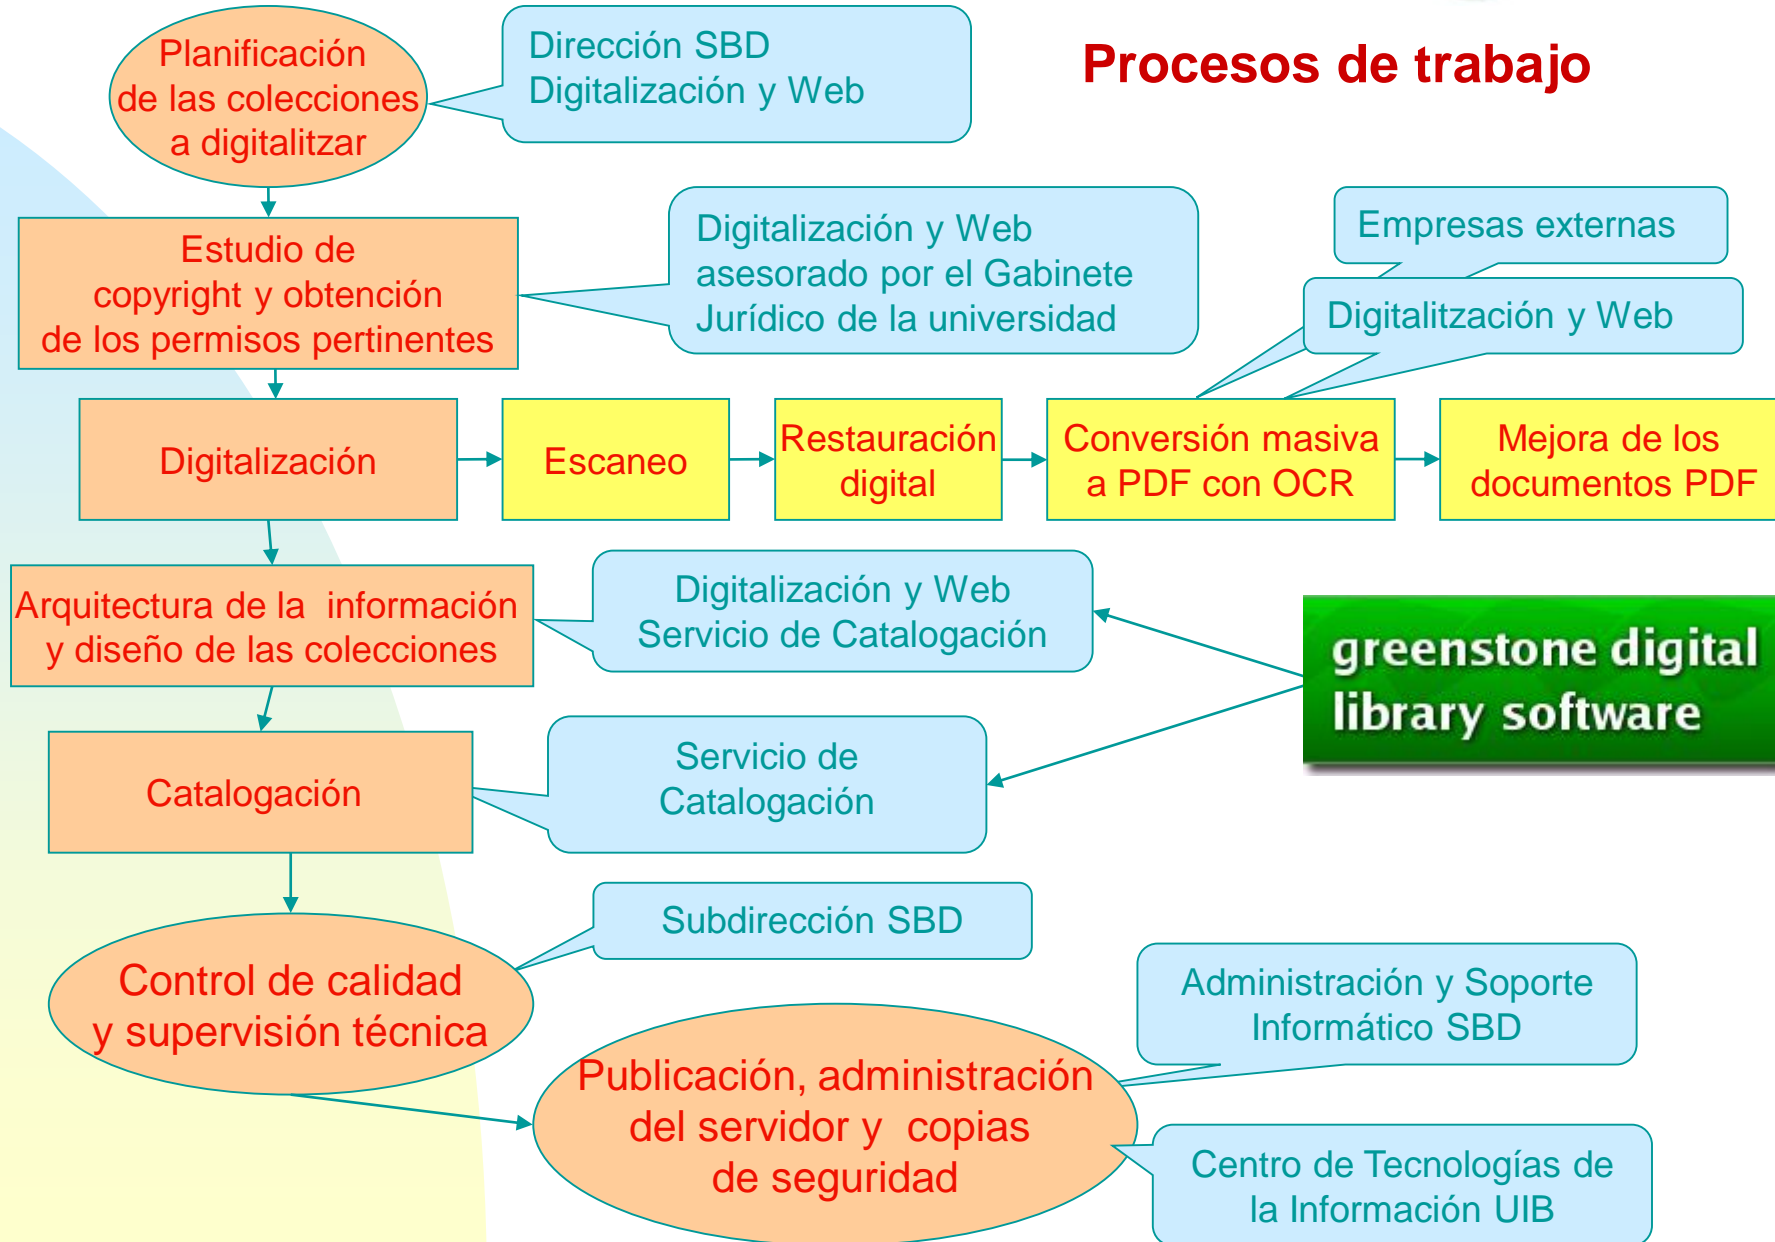 Procesos de trabajo
Planificación
de las colecciones
a digitalitzar
Dirección SBD
Digitalización y Web
Estudio de
copyright y obtención
de los permisos pertinentes
Digitalización y Web
asesorado por el Gabinete
Jurídico de la universidad
Empresas externas
Digitalitzación y Web
Digitalización
Escaneo
Restauración
digital
Conversión masiva
a PDF con OCR
Mejora de los
documentos PDF
Arquitectura de la información
y diseño de las colecciones
Digitalización y Web
Servicio de Catalogación
greenstone digital
library software
Catalogación
Servicio de
Catalogación
Subdirección SBD
Control de calidad
y supervisión técnica
Administración y Soporte
Informático SBD
Publicación, administración
del servidor y copias
de seguridad
Centro de Tecnologías de
la Información UIB